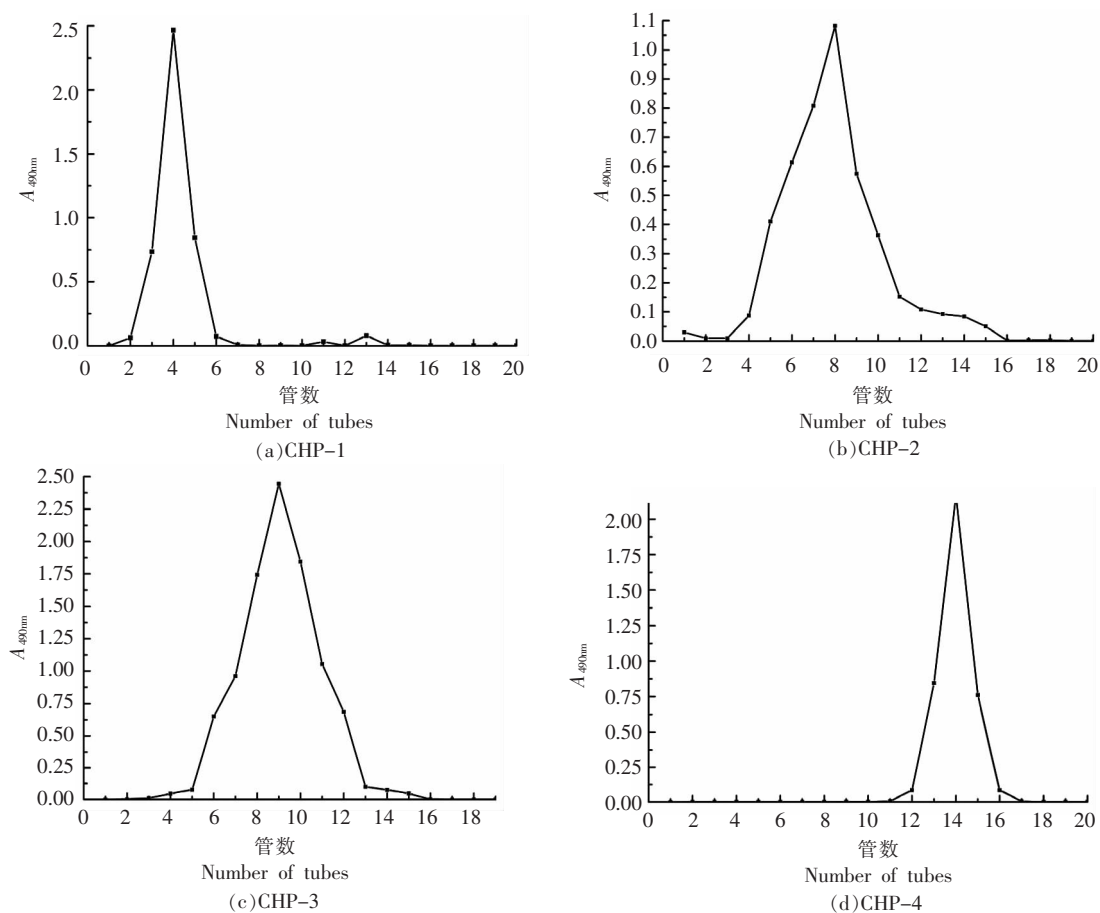 2.5
2.0
1.5
1.0
0.5
0.0
A490nm
0 2 4 6 8 10 12 14 16 18 20
管数
Number of tubes
(a)CHP-1
1.1
1.0
0.9
0.8
0.7
0.6
0.5
0.4
0.3
0.2
0.1
0.0
A490nm
0 2 4 6 8 10 12 14 16 18 20
管数
Number of tubes
(b)CHP-2
2.50
2.25
2.00
1.75
1.50
1.25
1.00
0.75
0.50
0.25
0.00
A490nm
0 2 4 6 8 10 12 14 16 18
管数
Number of tubes
(c)CHP-3
2.00
1.75
1.50
1.25
1.00
0.75
0.50
0.25
0.00
A490nm
0 2 4 6 8 10 12 14 16 18 20
管数
Number of tubes
(d)CHP-4